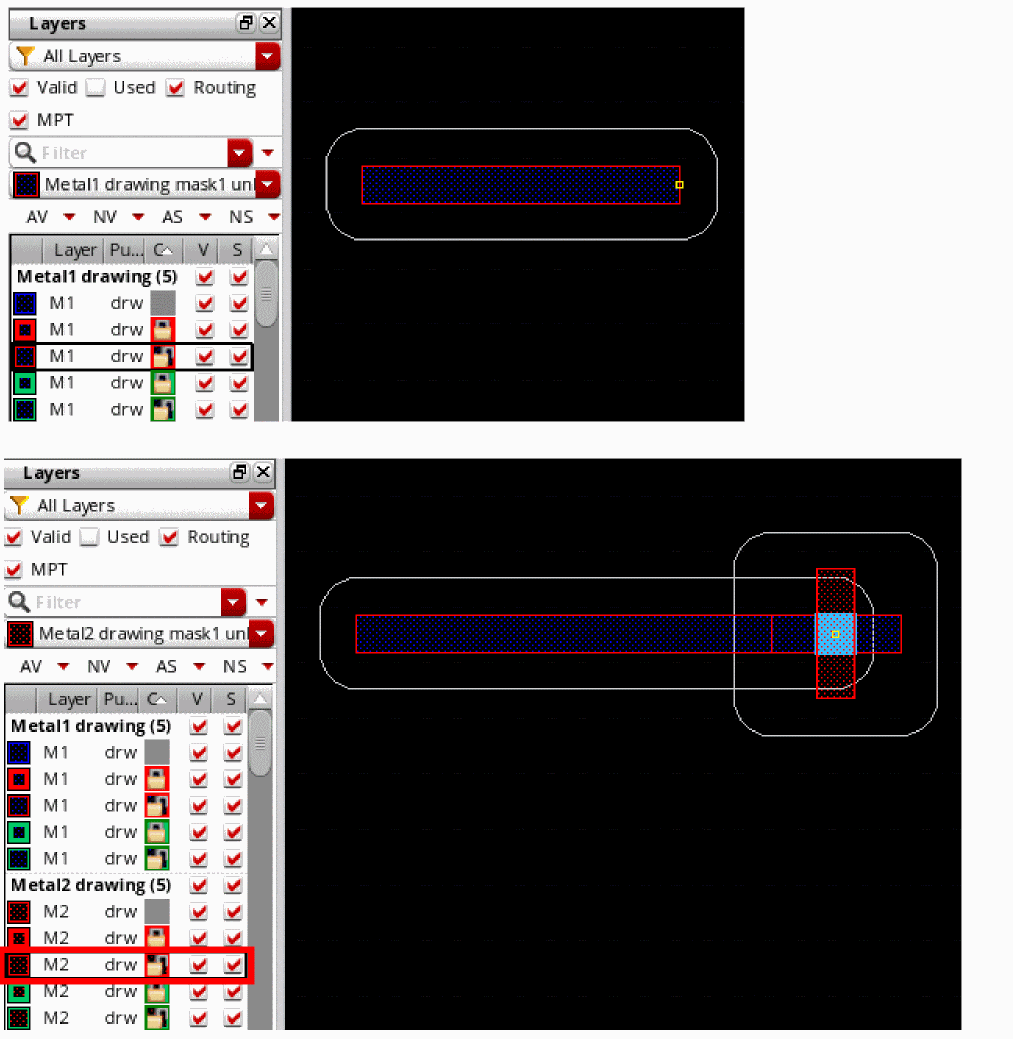 Layers
All Layers
Valid Used Routing
MPT
Filter
Metal1 drawing mask1 unl
AV NV AS NS
Layer Pu... C V S
Metal1 drawing (5)
M1 drw
M1 drw
M1 drw
M1 drw
M1 drw
Layers
All Layers
Valid Used Routing
MPT
Filter
Metal2 drawing mask1 unl
AV NV AS NS
Layer Pu... C V S
Metal1 drawing (5)
M1 drw
M1 drw
M1 drw
M1 drw
M1 drw
Metal2 drawing (5)
M2 drw
M2 drw
M2 drw
M2 drw
M2 drw